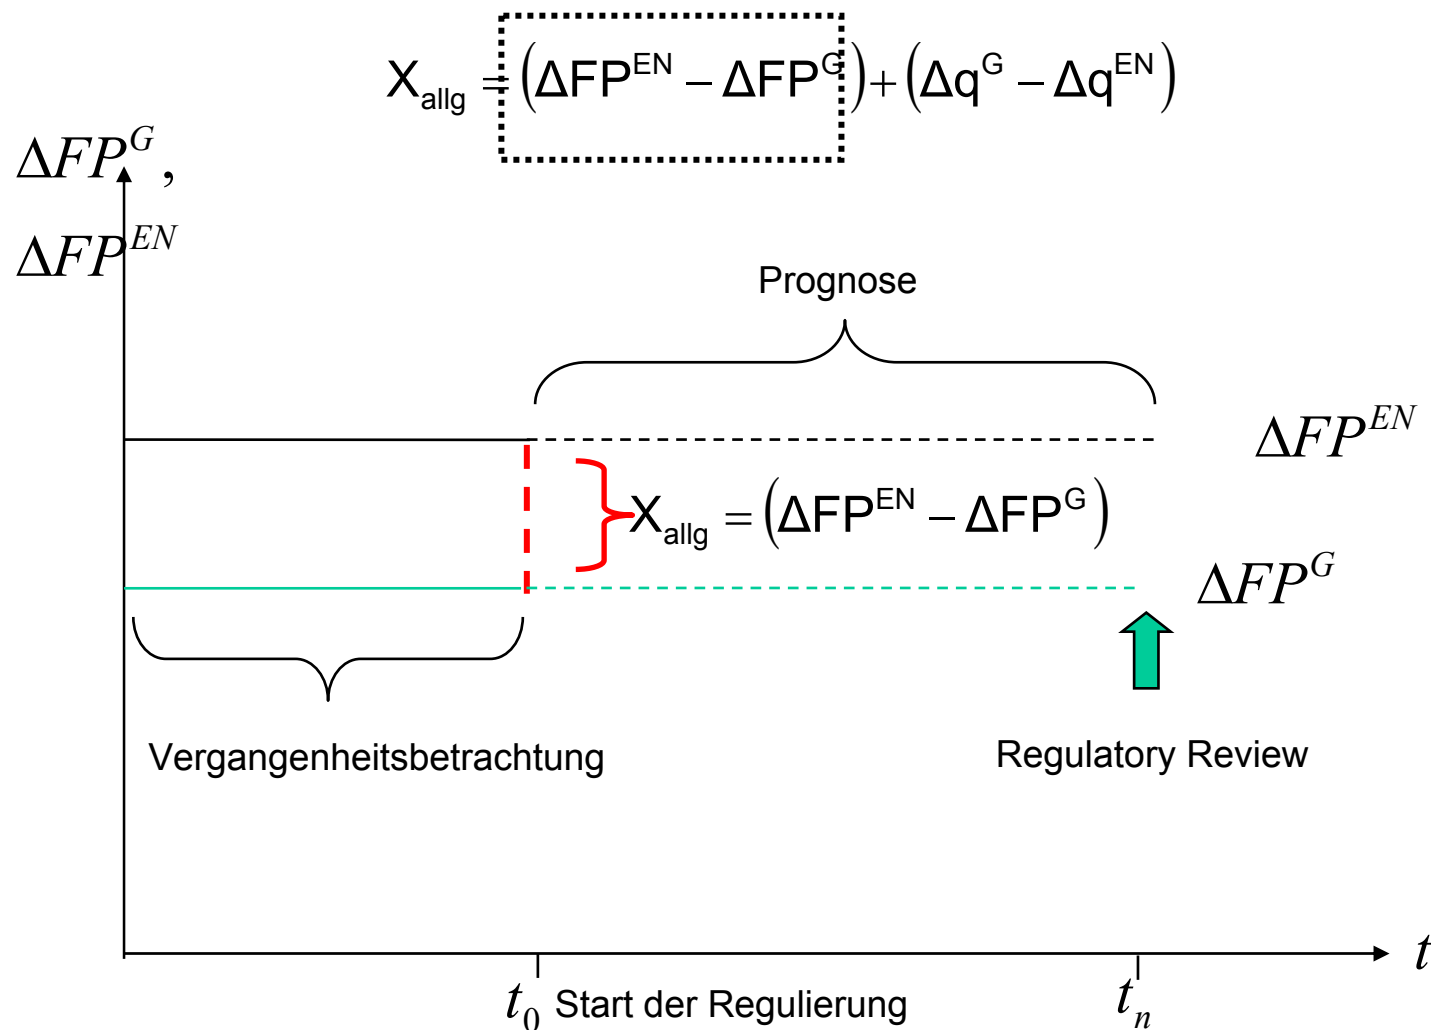 X_allg = (ΔFP^EN − ΔFP^G) + (Δq^G − Δq^EN)
ΔFP^G,
ΔFP^EN
Prognose
ΔFP^EN
X_allg = (ΔFP^EN − ΔFP^G)
ΔFP^G
Vergangenheitsbetrachtung
Regulatory Review
t
t_0 Start der Regulierung
t_n